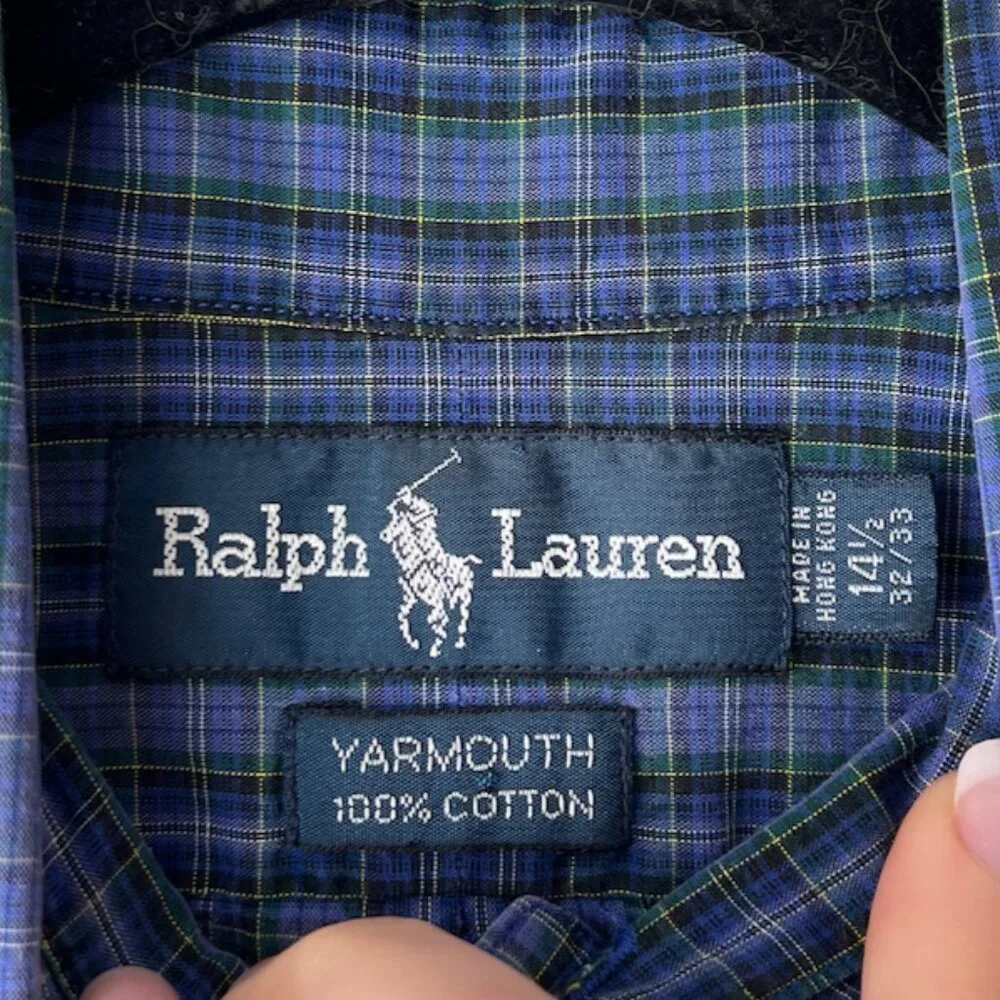 Ralph Lauren
MADE IN
HONG KONG
14½
32/33
YARMOUTH
100% COTTON